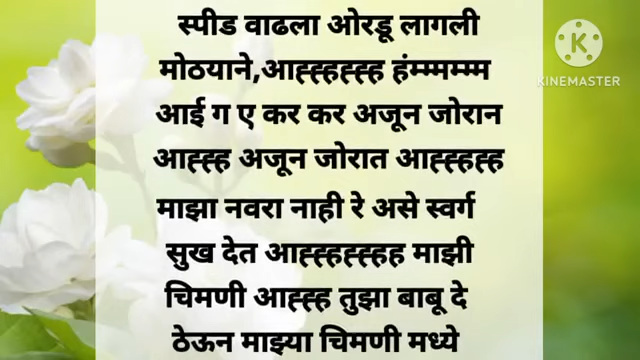 स्पीड वाढला ओरडू लागली
मोठयाने,आह्ह्हह्ह्ह हंम्म्मम्म्म
आई ग ए कर कर अजून जोरान
आह्ह्ह अजून जोरात आह्ह्हह्ह
माझा नवरा नाही रे असे स्वर्ग
सुख देत आह्ह्हह्ह्हह माझी
चिमणी आह्ह्ह तुझा बाबू दे
ठेऊन माझ्या चिमणी मध्ये
KINEMASTER